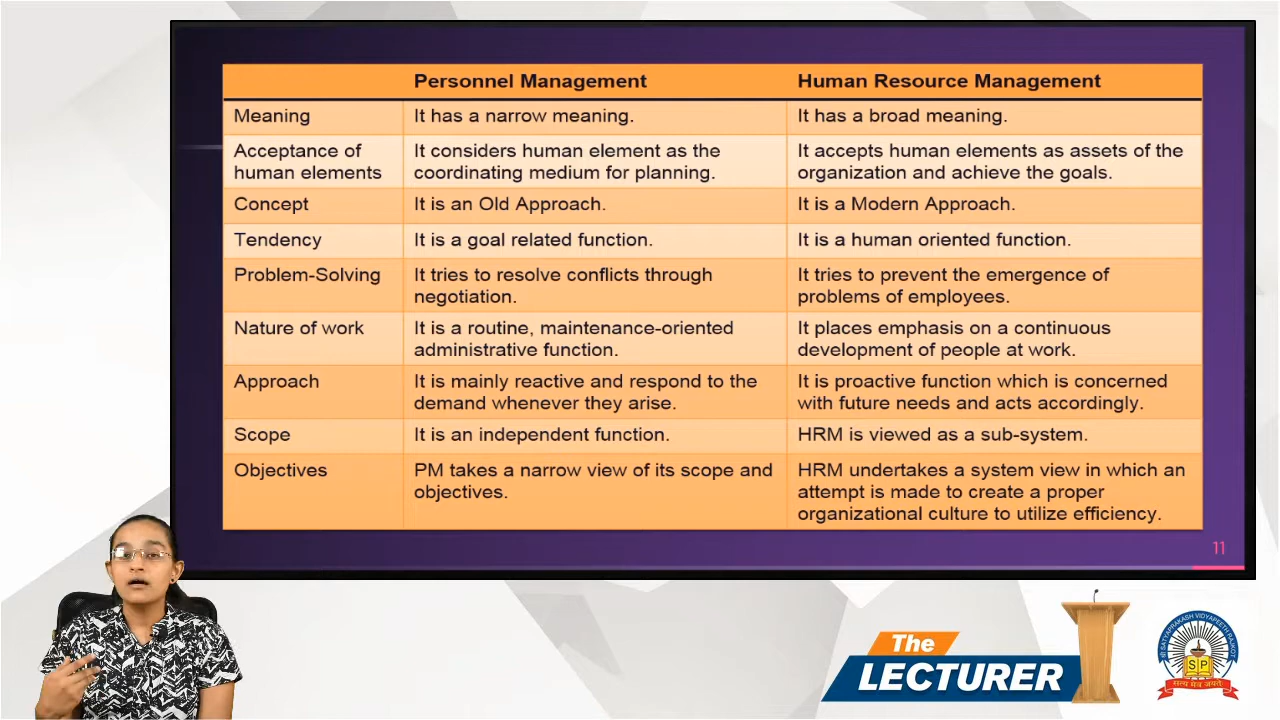 Personnel Management Human Resource Management
Meaning It has a narrow meaning. It has a broad meaning.
Acceptance of It considers human element as the It accepts human elements as assets of the
human elements coordinating medium for planning. organization and achieve the goals.
Concept It is an Old Approach. It is a Modern Approach.
Tendency It is a goal related function. It is a human oriented function.
Problem-Solving It tries to resolve conflicts through It tries to prevent the emergence of
negotiation. problems of employees.
Nature of work It is a routine, maintenance-oriented It places emphasis on a continuous
administrative function. development of people at work.
Approach It is mainly reactive and respond to the It is proactive function which is concerned
demand whenever they arise. with future needs and acts accordingly.
Scope It is an independent function. HRM is viewed as a sub-system.
Objectives PM takes a narrow view of its scope and HRM undertakes a system view in which an
objectives. attempt is made to create a proper
organizational culture to utilize efficiency.
11
The
LECTURER
SATYAPRAKASH VIDYAPEETH RAJKOT
S P
सत्य मेव जयते